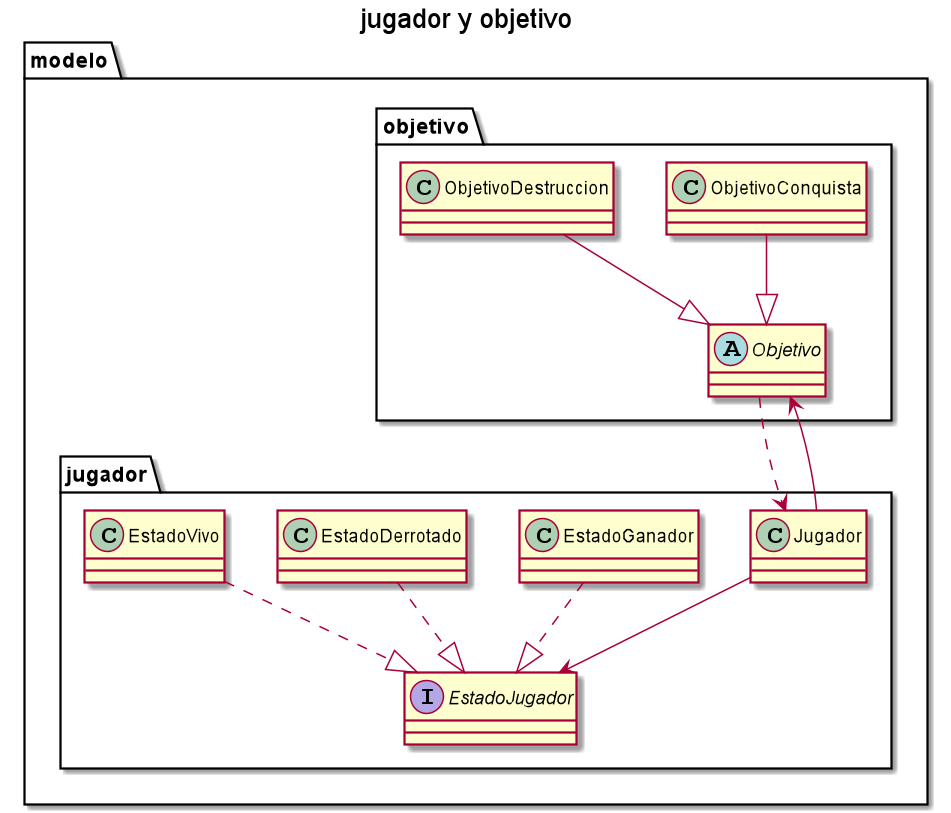 jugador y objetivo
modelo
objetivo
C ObjetivoDestruccion
C ObjetivoConquista
A Objetivo
jugador
C EstadoVivo
C EstadoDerrotado
C EstadoGanador
C Jugador
I EstadoJugador